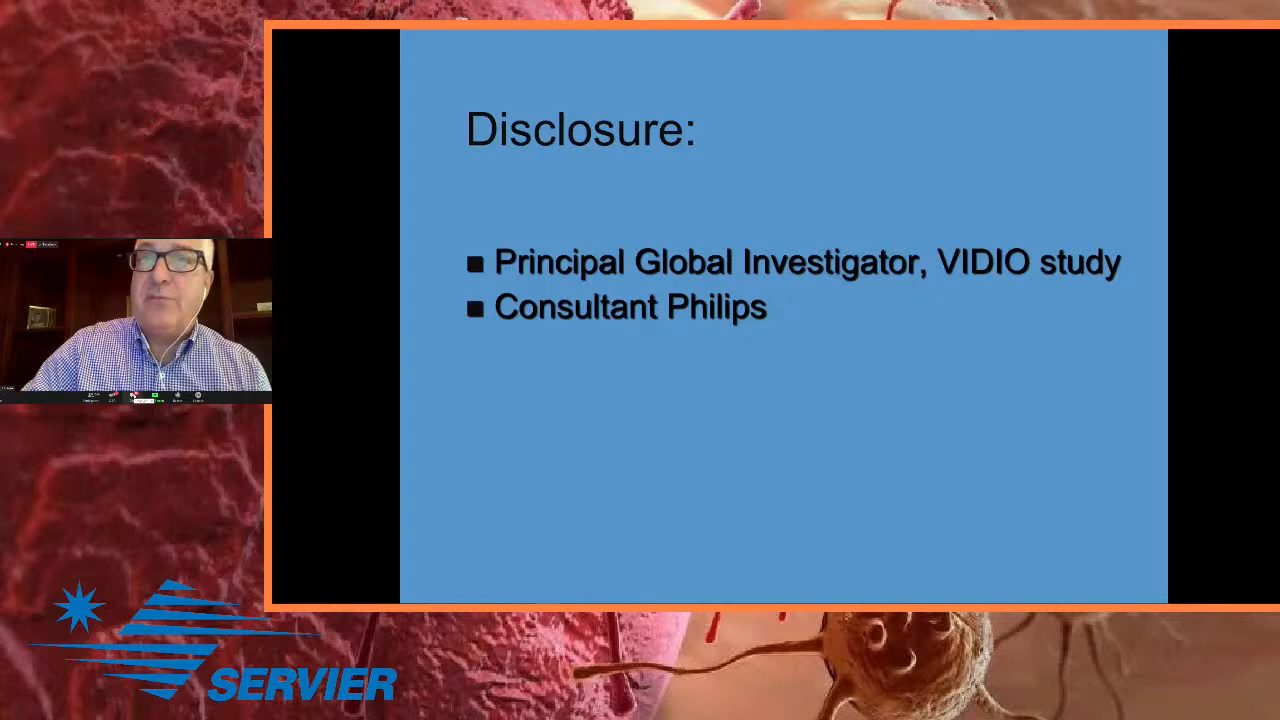 Disclosure:
Principal Global Investigator, VIDIO study
Consultant Philips
SERVIER